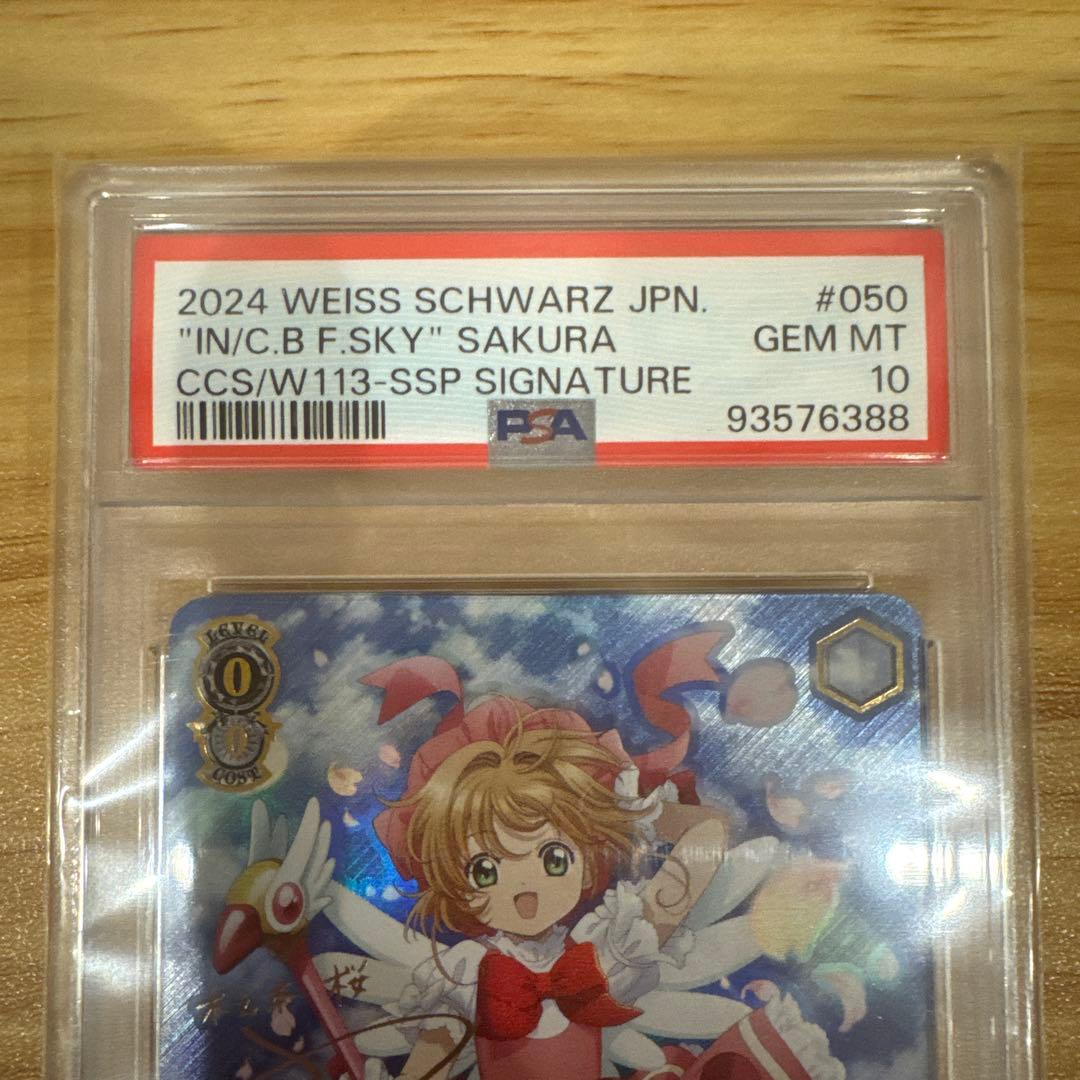 2024 WEISS SCHWARZ JPN. #050
"IN/C.B F.SKY" SAKURA GEM MT
CCS/W113-SSP SIGNATURE 10
PSA 93576388
LEVEL
0
0
COST
桜